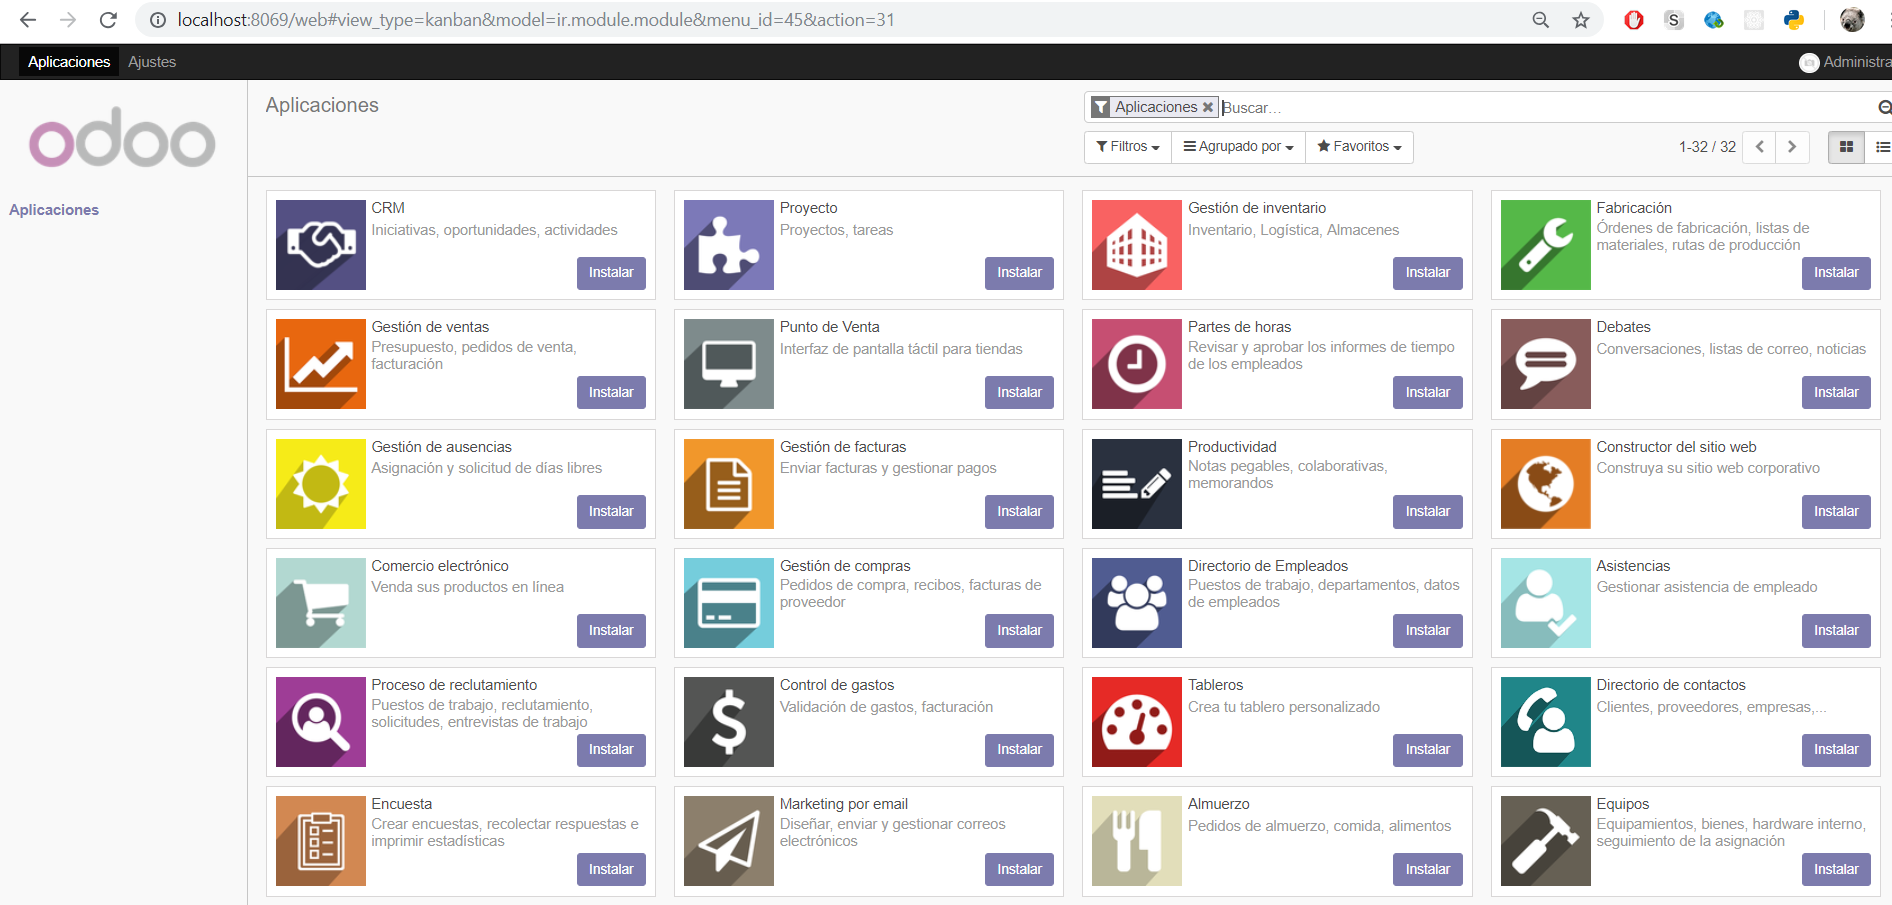 localhost:8069/web#view_type=kanban&model=ir.module.module&menu_id=45&action=31
S
Aplicaciones Ajustes
Administra
odoo
Aplicaciones
Aplicaciones
Aplicaciones Buscar...
Filtros Agrupado por Favoritos
1-32 / 32
CRM
Iniciativas, oportunidades, actividades
Instalar
Proyecto
Proyectos, tareas
Instalar
Gestión de inventario
Inventario, Logística, Almacenes
Instalar
Fabricación
Órdenes de fabricación, listas de
materiales, rutas de producción
Instalar
Gestión de ventas
Presupuesto, pedidos de venta,
facturación
Instalar
Punto de Venta
Interfaz de pantalla táctil para tiendas
Instalar
Partes de horas
Revisar y aprobar los informes de tiempo
de los empleados
Instalar
Debates
Conversaciones, listas de correo, noticias
Instalar
Gestión de ausencias
Asignación y solicitud de días libres
Instalar
Gestión de facturas
Enviar facturas y gestionar pagos
Instalar
Productividad
Notas pegables, colaborativas,
memorandos
Instalar
Constructor del sitio web
Construya su sitio web corporativo
Instalar
Comercio electrónico
Venda sus productos en línea
Instalar
Gestión de compras
Pedidos de compra, recibos, facturas de
proveedor
Instalar
Directorio de Empleados
Puestos de trabajo, departamentos, datos
de empleados
Instalar
Asistencias
Gestionar asistencia de empleado
Instalar
Proceso de reclutamiento
Puestos de trabajo, reclutamiento,
solicitudes, entrevistas de trabajo
Instalar
Control de gastos
Validación de gastos, facturación
Instalar
Tableros
Crea tu tablero personalizado
Instalar
Directorio de contactos
Clientes, proveedores, empresas,...
Instalar
Encuesta
Crear encuestas, recolectar respuestas e
imprimir estadísticas
Instalar
Marketing por email
Diseñar, enviar y gestionar correos
electrónicos
Instalar
Almuerzo
Pedidos de almuerzo, comida, alimentos
Instalar
Equipos
Equipamientos, bienes, hardware interno,
seguimiento de la asignación
Instalar